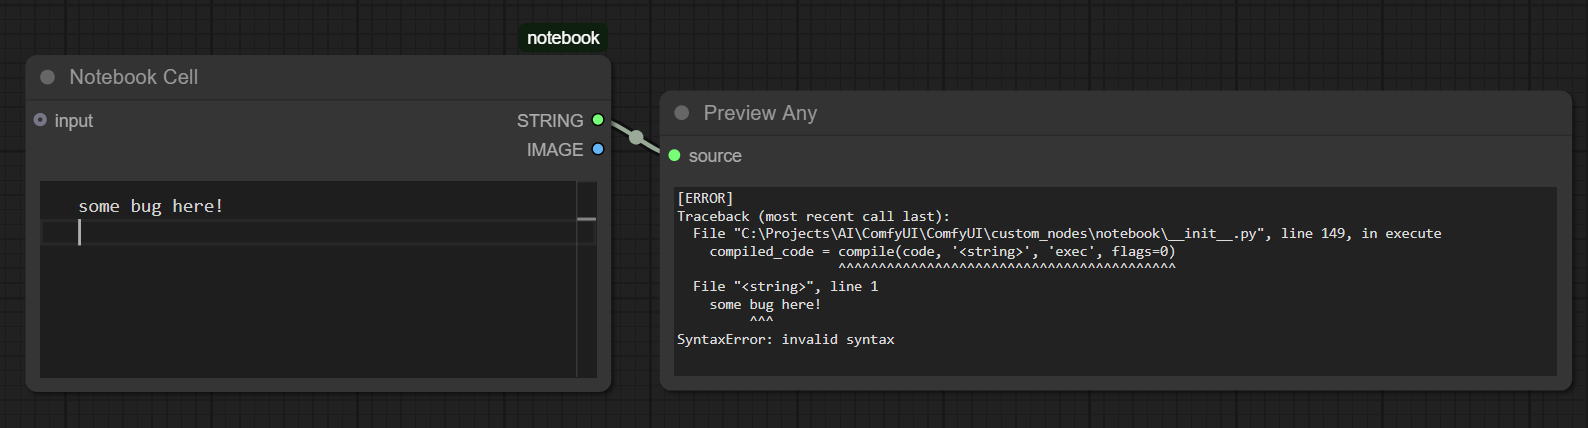 notebook
Notebook Cell
input
STRING
IMAGE
some bug here!
Preview Any
source
[ERROR]
Traceback (most recent call last):
  File "C:\Projects\AI\ComfyUI\ComfyUI\custom_nodes\notebook\__init__.py", line 149, in execute
    compiled_code = compile(code, '<string>', 'exec', flags=0)
                    ^^^^^^^^^^^^^^^^^^^^^^^^^^^^^^^^^^^^^^^^^^
  File "<string>", line 1
    some bug here!
         ^^^
SyntaxError: invalid syntax